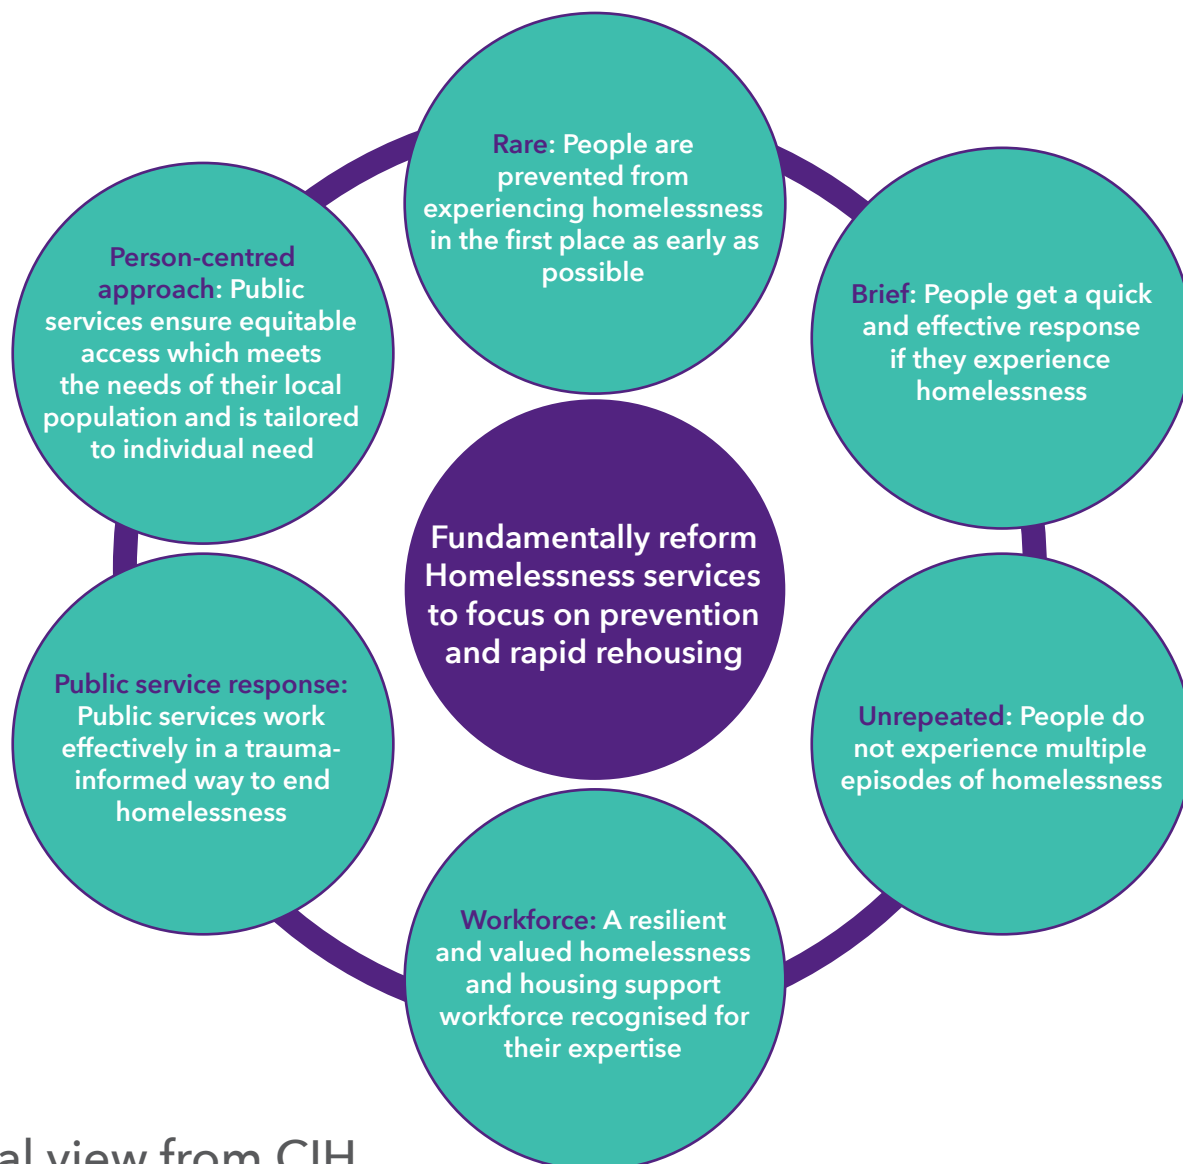 Rare: People are
prevented from
experiencing homelessness
in the first place as early as
possible
Brief: People get a quick
and effective response
if they experience
homelessness
Unrepeated: People do
not experience multiple
episodes of homelessness
Workforce: A resilient
and valued homelessness
and housing support
workforce recognised for
their expertise
Public service response:
Public services work
effectively in a trauma-
informed way to end
homelessness
Person-centred
approach: Public
services ensure equitable
access which meets
the needs of their local
population and is tailored
to individual need
Fundamentally reform
Homelessness services
to focus on prevention
and rapid rehousing
view from CIH